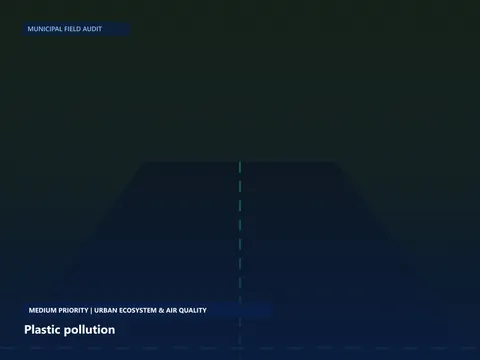 MUNICIPAL FIELD AUDIT
MEDIUM PRIORITY | URBAN ECOSYSTEM & AIR QUALITY
Plastic pollution